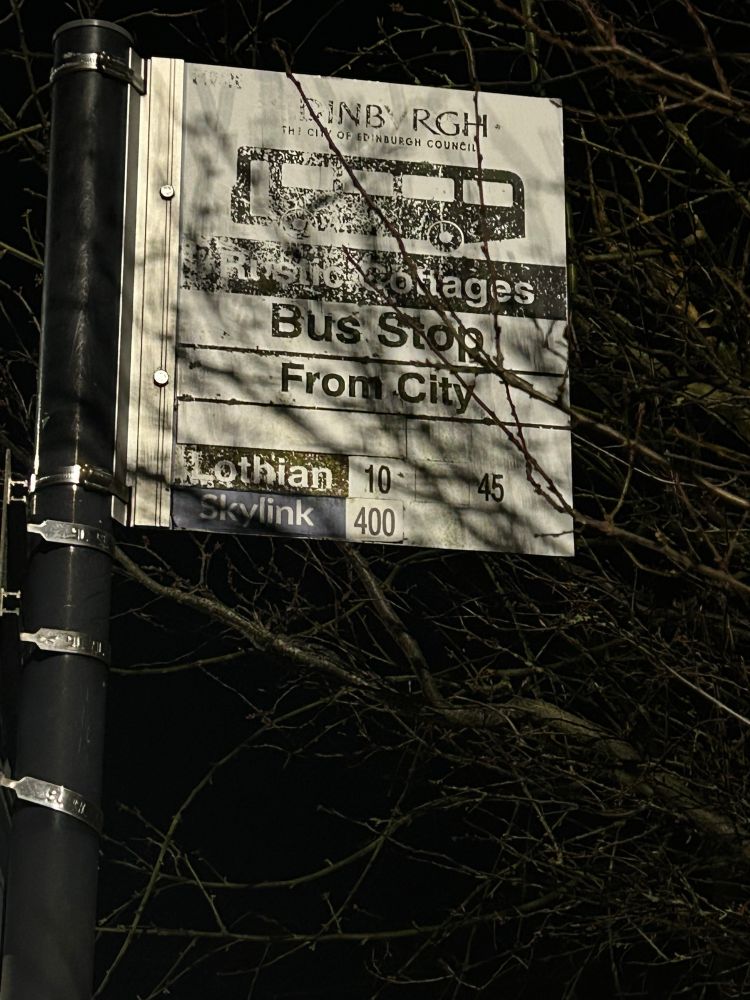 EDINBVRGH
THE CITY OF EDINBURGH COUNCIL
Rustic Cottages
Bus Stop
From City
Lothian 10 45
Skylink 400